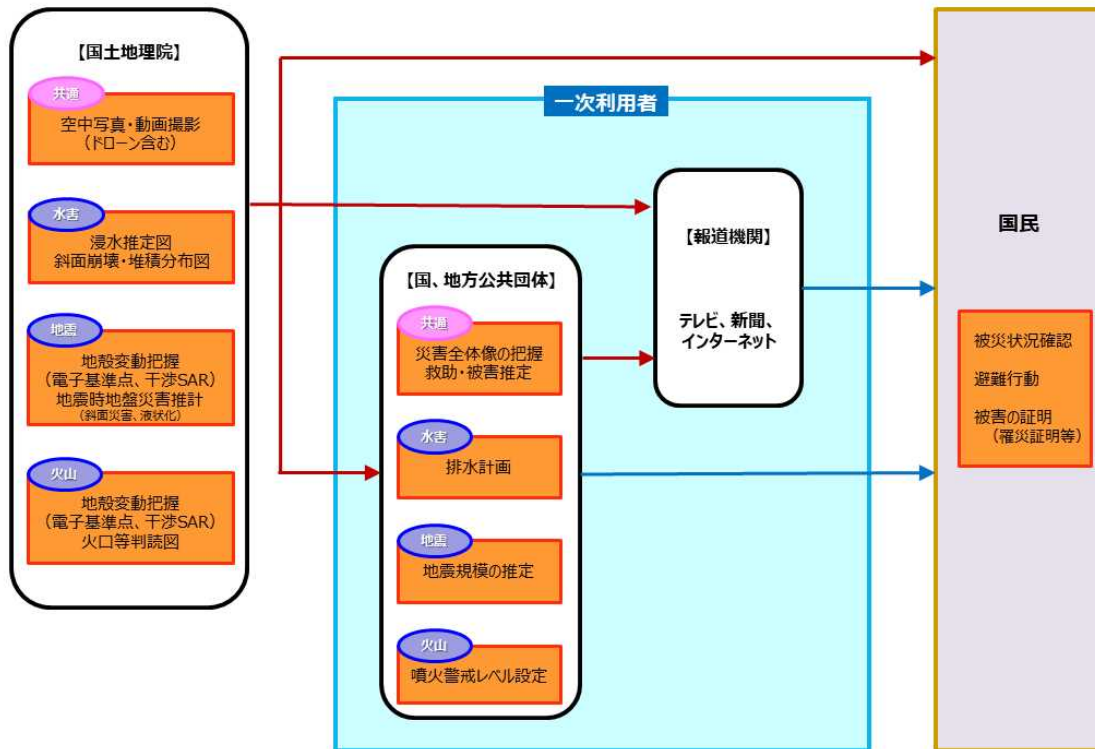 【国土地理院】
共通
空中写真・動画撮影
（ドローン含む）
水害
浸水推定図
斜面崩壊・堆積分布図
地震
地殻変動把握
（電子基準点、干渉SAR）
地震時地盤災害推計
（斜面災害、液状化）
火山
地殻変動把握
（電子基準点、干渉SAR）
火口等判読図
一次利用者
【国、地方公共団体】
共通
災害全体像の把握
救助・被害推定
水害
排水計画
地震
地震規模の推定
火山
噴火警戒レベル設定
【報道機関】
テレビ、新聞、
インターネット
国民
被災状況確認
避難行動
被害の証明
（罹災証明等）